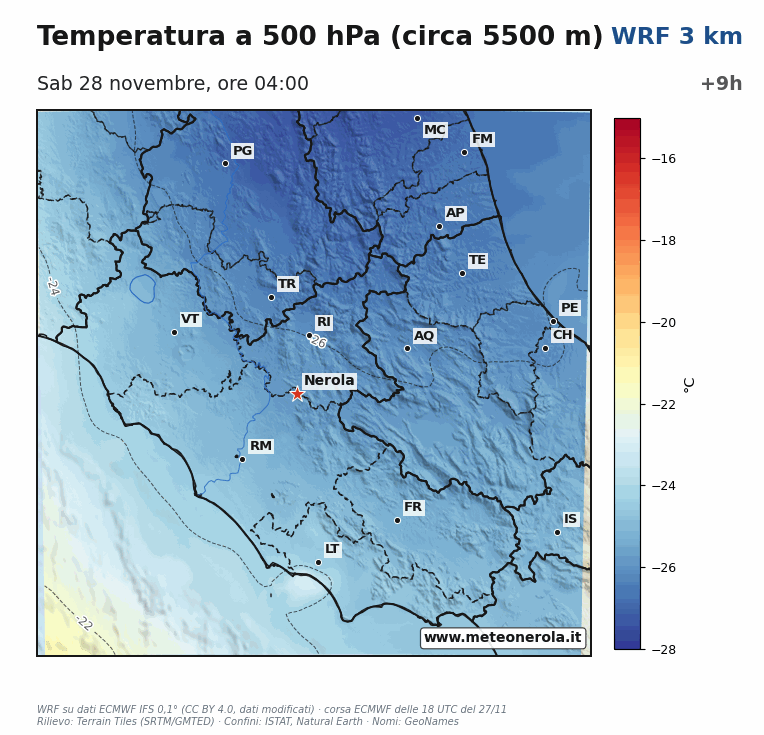 Temperatura a 500 hPa (circa 5500 m) WRF 3 km
Sab 28 novembre, ore 04:00 +9h
MC
FM
PG
AP
TE
-24
TR
PE
VT
RI
CH
AQ
-26
Nerola
RM
FR
IS
LT
-22
www.meteonerola.it
−16
−18
−20
−22
−24
−26
−28
°C
WRF su dati ECMWF IFS 0,1° (CC BY 4.0, dati modificati) · corsa ECMWF delle 18 UTC del 27/11
Rilievo: Terrain Tiles (SRTM/GMTED) · Confini: ISTAT, Natural Earth · Nomi: GeoNames